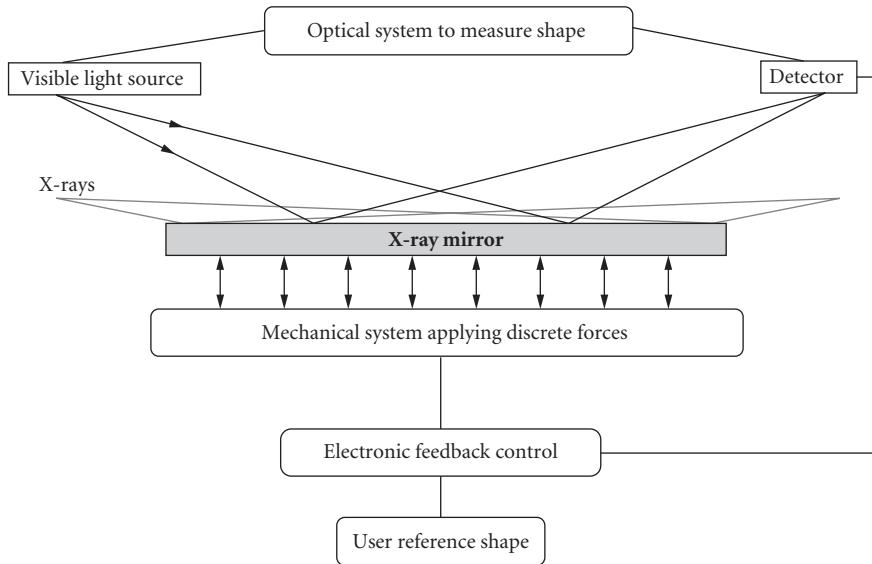 Optical system to measure shape
Visible light source
Detector
X-rays
X-ray mirror
Mechanical system applying discrete forces
Electronic feedback control
User reference shape